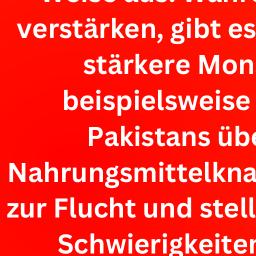 verstärken, gibt es
stärkere Mon
beispielsweise
Pakistans übe
Nahrungsmittelkna
zur Flucht und stell
Schwierigkeiten